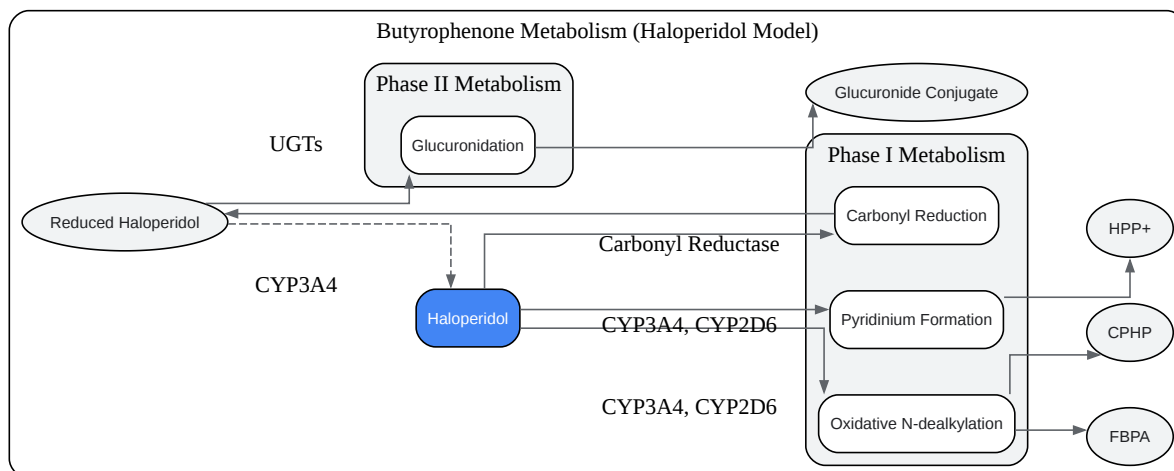 Butyrophenone Metabolism (Haloperidol Model)
Phase II Metabolism
Glucuronide Conjugate
UGTs
Glucuronidation
Phase I Metabolism
Reduced Haloperidol
Carbonyl Reduction
HPP+
Carbonyl Reductase
CYP3A4
Haloperidol
CYP3A4, CYP2D6
Pyridinium Formation
CPHP
CYP3A4, CYP2D6
Oxidative N-dealkylation
FBPA